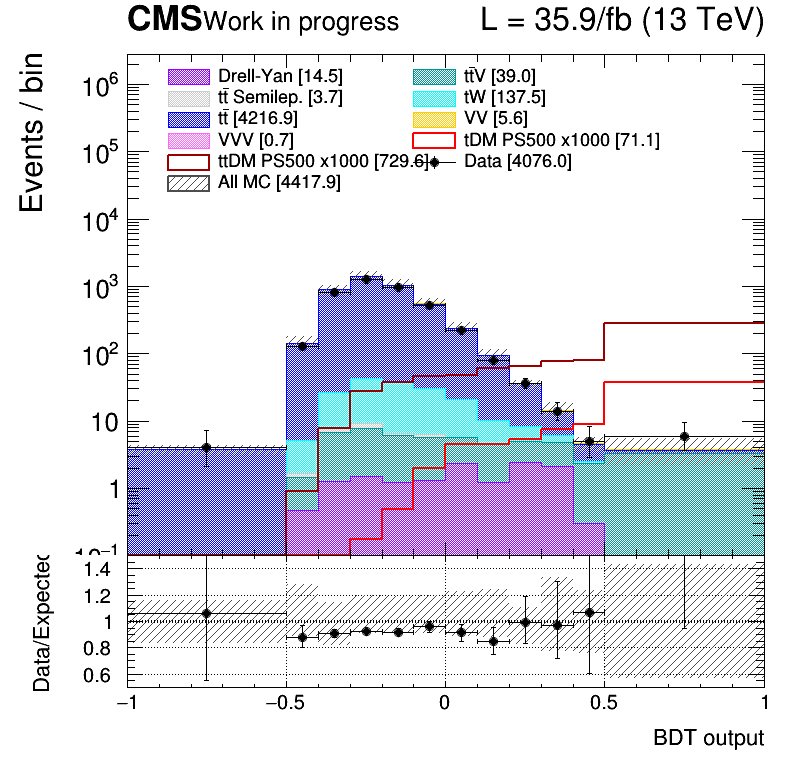 CMS Work in progress L = 35.9/fb (13 TeV)
Events / bin
Drell-Yan [14.5] tt̄V [39.0]
tt̄ Semilep. [3.7] tW [137.5]
tt̄ [4216.9] VV [5.6]
VVV [0.7] tDM PS500 x1000 [71.1]
ttDM PS500 x1000 [729.6] Data [4076.0]
All MC [4417.9]
10⁶
10⁵
10⁴
10³
10²
10
1
10⁻¹
Data/Expected
1.4
1.2
1
0.8
0.6
−1 −0.5 0 0.5 1
BDT output